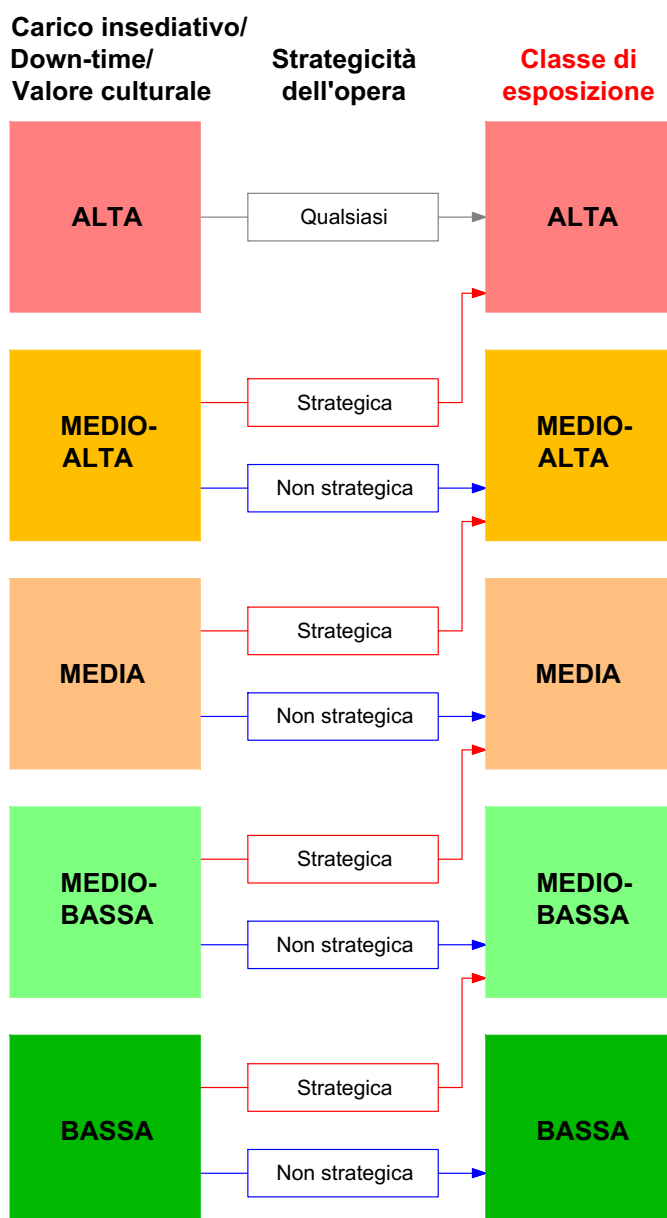 Carico insediativo/
Down-time/
Valore culturale
Strategicità
dell'opera
Classe di
esposizione
ALTA
Qualsiasi
ALTA
Strategica
MEDIO-
ALTA
MEDIO-
ALTA
Non strategica
Strategica
MEDIA
MEDIA
Non strategica
Strategica
MEDIO-
BASSA
MEDIO-
BASSA
Non strategica
Strategica
BASSA
BASSA
Non strategica